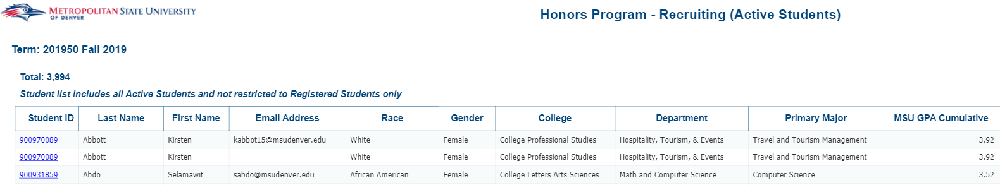 METROPOLITAN STATE UNIVERSITY
OF DENVER
Honors Program - Recruiting (Active Students)
Term: 201950 Fall 2019
Total: 3,994
Student list includes all Active Students and not restricted to Registered Students only
Student ID Last Name First Name Email Address Race Gender College Department Primary Major MSU GPA Cumulative
900970089 Abbott Kirsten kabbot15@msudenver.edu White Female College Professional Studies Hospitality, Tourism, & Events Travel and Tourism Management 3.92
900970089 Abbott Kirsten White Female College Professional Studies Hospitality, Tourism, & Events Travel and Tourism Management 3.92
900931859 Abdo Selamawit sabdo@msudenver.edu African American Female College Letters Arts Sciences Math and Computer Science Computer Science 3.52